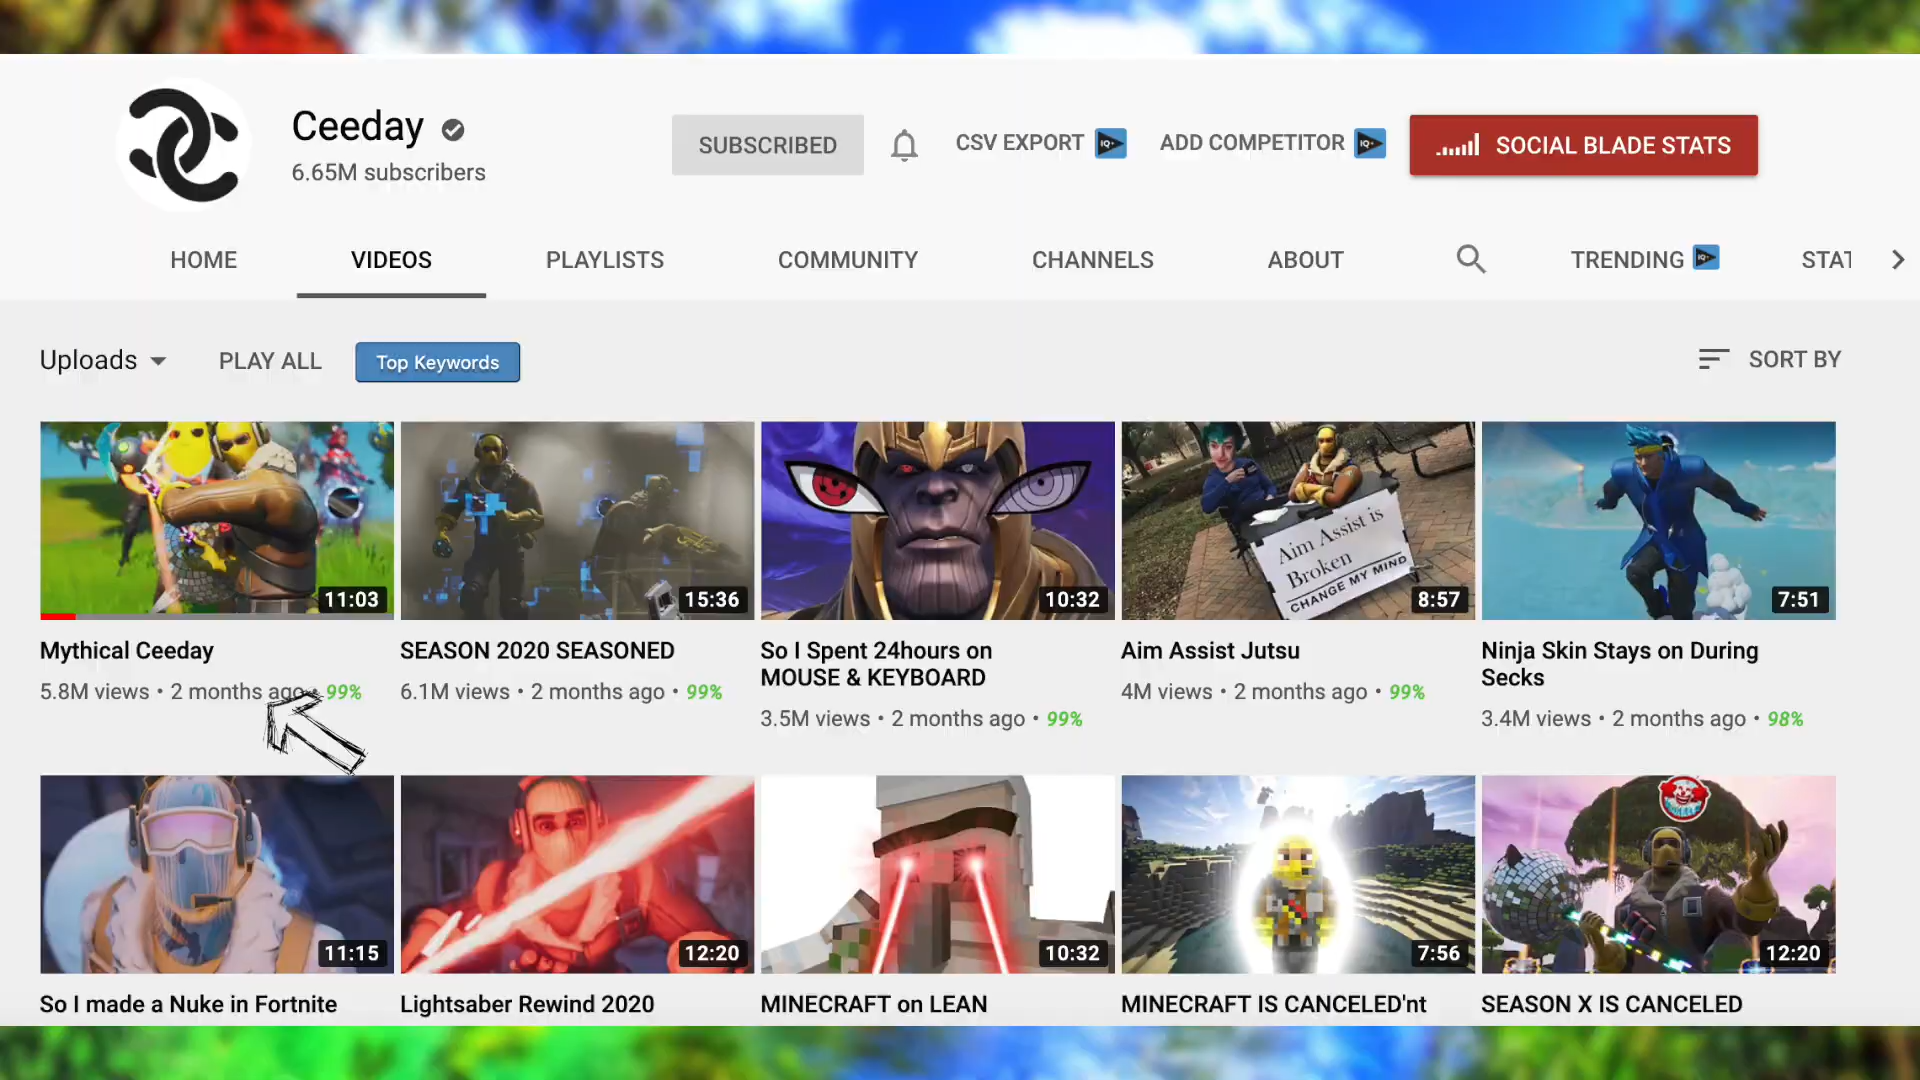 Ceeday
6.65M subscribers
SUBSCRIBED
CSV EXPORT
IQ
ADD COMPETITOR
IQ
SOCIAL BLADE STATS
HOME
VIDEOS
PLAYLISTS
COMMUNITY
CHANNELS
ABOUT
TRENDING
IQ
STAT
Uploads
PLAY ALL
Top Keywords
SORT BY
11:03
15:36
10:32
Aim Assist is
Broken
CHANGE MY MIND
8:57
7:51
Mythical Ceeday
5.8M views • 2 months ago • 99%
SEASON 2020 SEASONED
6.1M views • 2 months ago • 99%
So I Spent 24hours on
MOUSE & KEYBOARD
3.5M views • 2 months ago • 99%
Aim Assist Jutsu
4M views • 2 months ago • 99%
Ninja Skin Stays on During
Secks
3.4M views • 2 months ago • 98%
11:15
12:20
10:32
7:56
12:20
So I made a Nuke in Fortnite
Lightsaber Rewind 2020
MINECRAFT on LEAN
MINECRAFT IS CANCELED'nt
SEASON X IS CANCELED